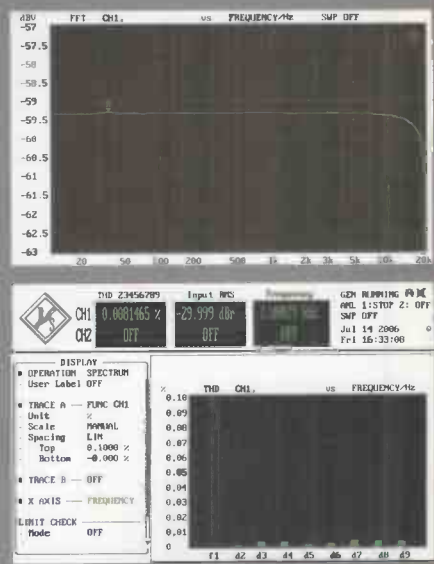 dBV FFT CH1. vs FREQUENCY/Hz SWP OFF
-57
-57.5
-58
-58.5
-59
-59.5
-60
-60.5
-61
-61.5
-62
-62.5
-63
20 50 100 200 500 1k 2k 3k 5k 10k 20k
THD 23456789 Input RMS GEN RUNNING
CH1 0.0081465 % -29.999 dBr ANL 1:STOP 2: OFF
SWP OFF
CH2 OFF OFF OFF Jul 14 2006
Fri 16:33:00
DISPLAY
OPERATION SPECTRUM
User Label OFF
TRACE A FUNC CH1
Unit %
Scale MANUAL
Spacing LIN
Top 0.1000 %
Bottom -0.000 %
TRACE B OFF
X AXIS FREQUENCY
LIMIT CHECK
Mode OFF
% THD CH1. vs FREQUENCY/Hz
0.10
0.09
0.08
0.07
0.06
0.05
0.04
0.03
0.02
0.01
0
f1 d2 d3 d4 d5 d6 d7 d8 d9